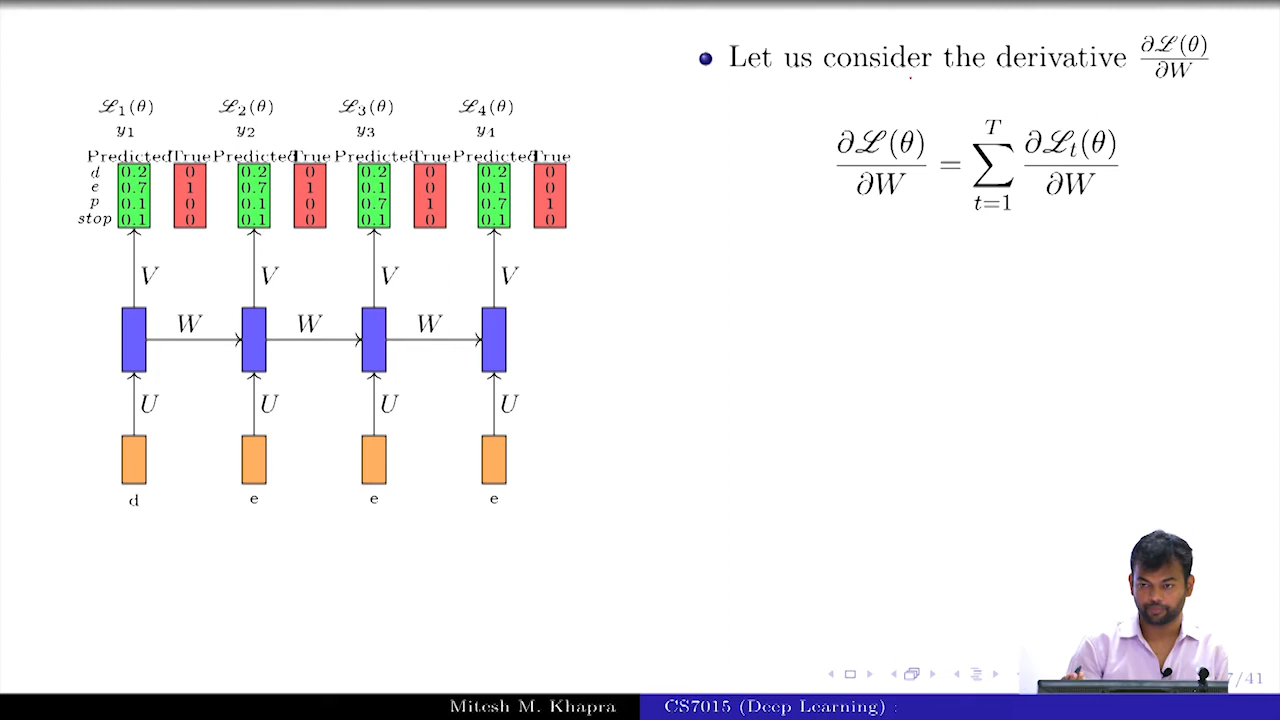 • Let us consider the derivative ∂ℒ(θ)/∂W
∂ℒ(θ)/∂W = ∑_{t=1}^{T} ∂ℒ_t(θ)/∂W
ℒ₁(θ) ℒ₂(θ) ℒ₃(θ) ℒ₄(θ)
y₁ y₂ y₃ y₄
Predicted True Predicted True Predicted True Predicted True
d 0.2 0 0.2 0 0.2 0 0.2 0
e 0.7 1 0.7 1 0.1 0 0.1 0
p 0.1 0 0.1 0 0.7 1 0.7 1
stop 0.1 0 0.1 0 0.1 0 0.1 0
V V V V
W W W
U U U U
d e e e
7/41
Mitesh M. Khapra CS7015 (Deep Learning) :